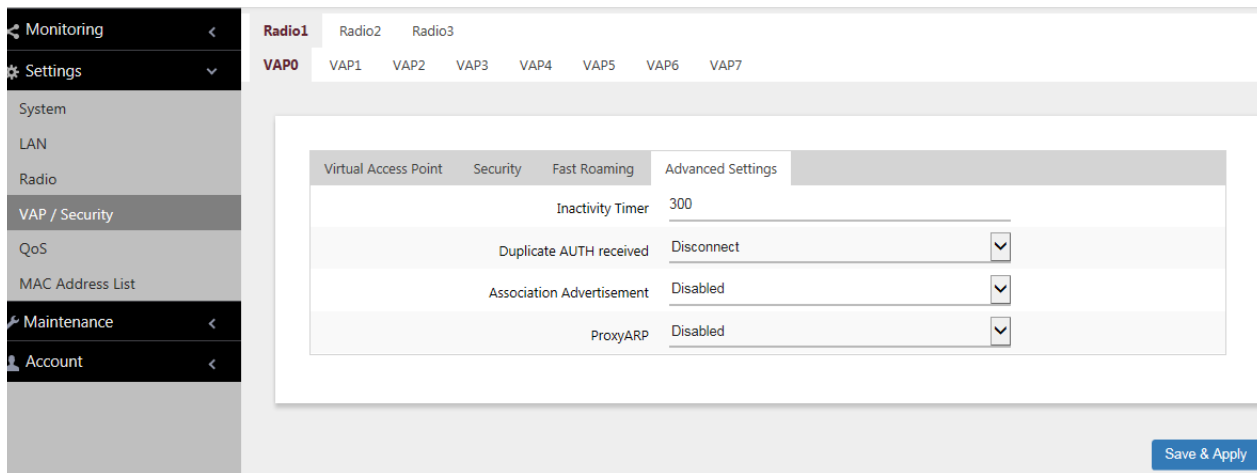 Monitoring
Settings
System
LAN
Radio
VAP / Security
QoS
MAC Address List
Maintenance
Account
Radio1 Radio2 Radio3
VAP0 VAP1 VAP2 VAP3 VAP4 VAP5 VAP6 VAP7
Virtual Access Point Security Fast Roaming Advanced Settings
Inactivity Timer 300
Duplicate AUTH received Disconnect
Association Advertisement Disabled
ProxyARP Disabled
Save & Apply